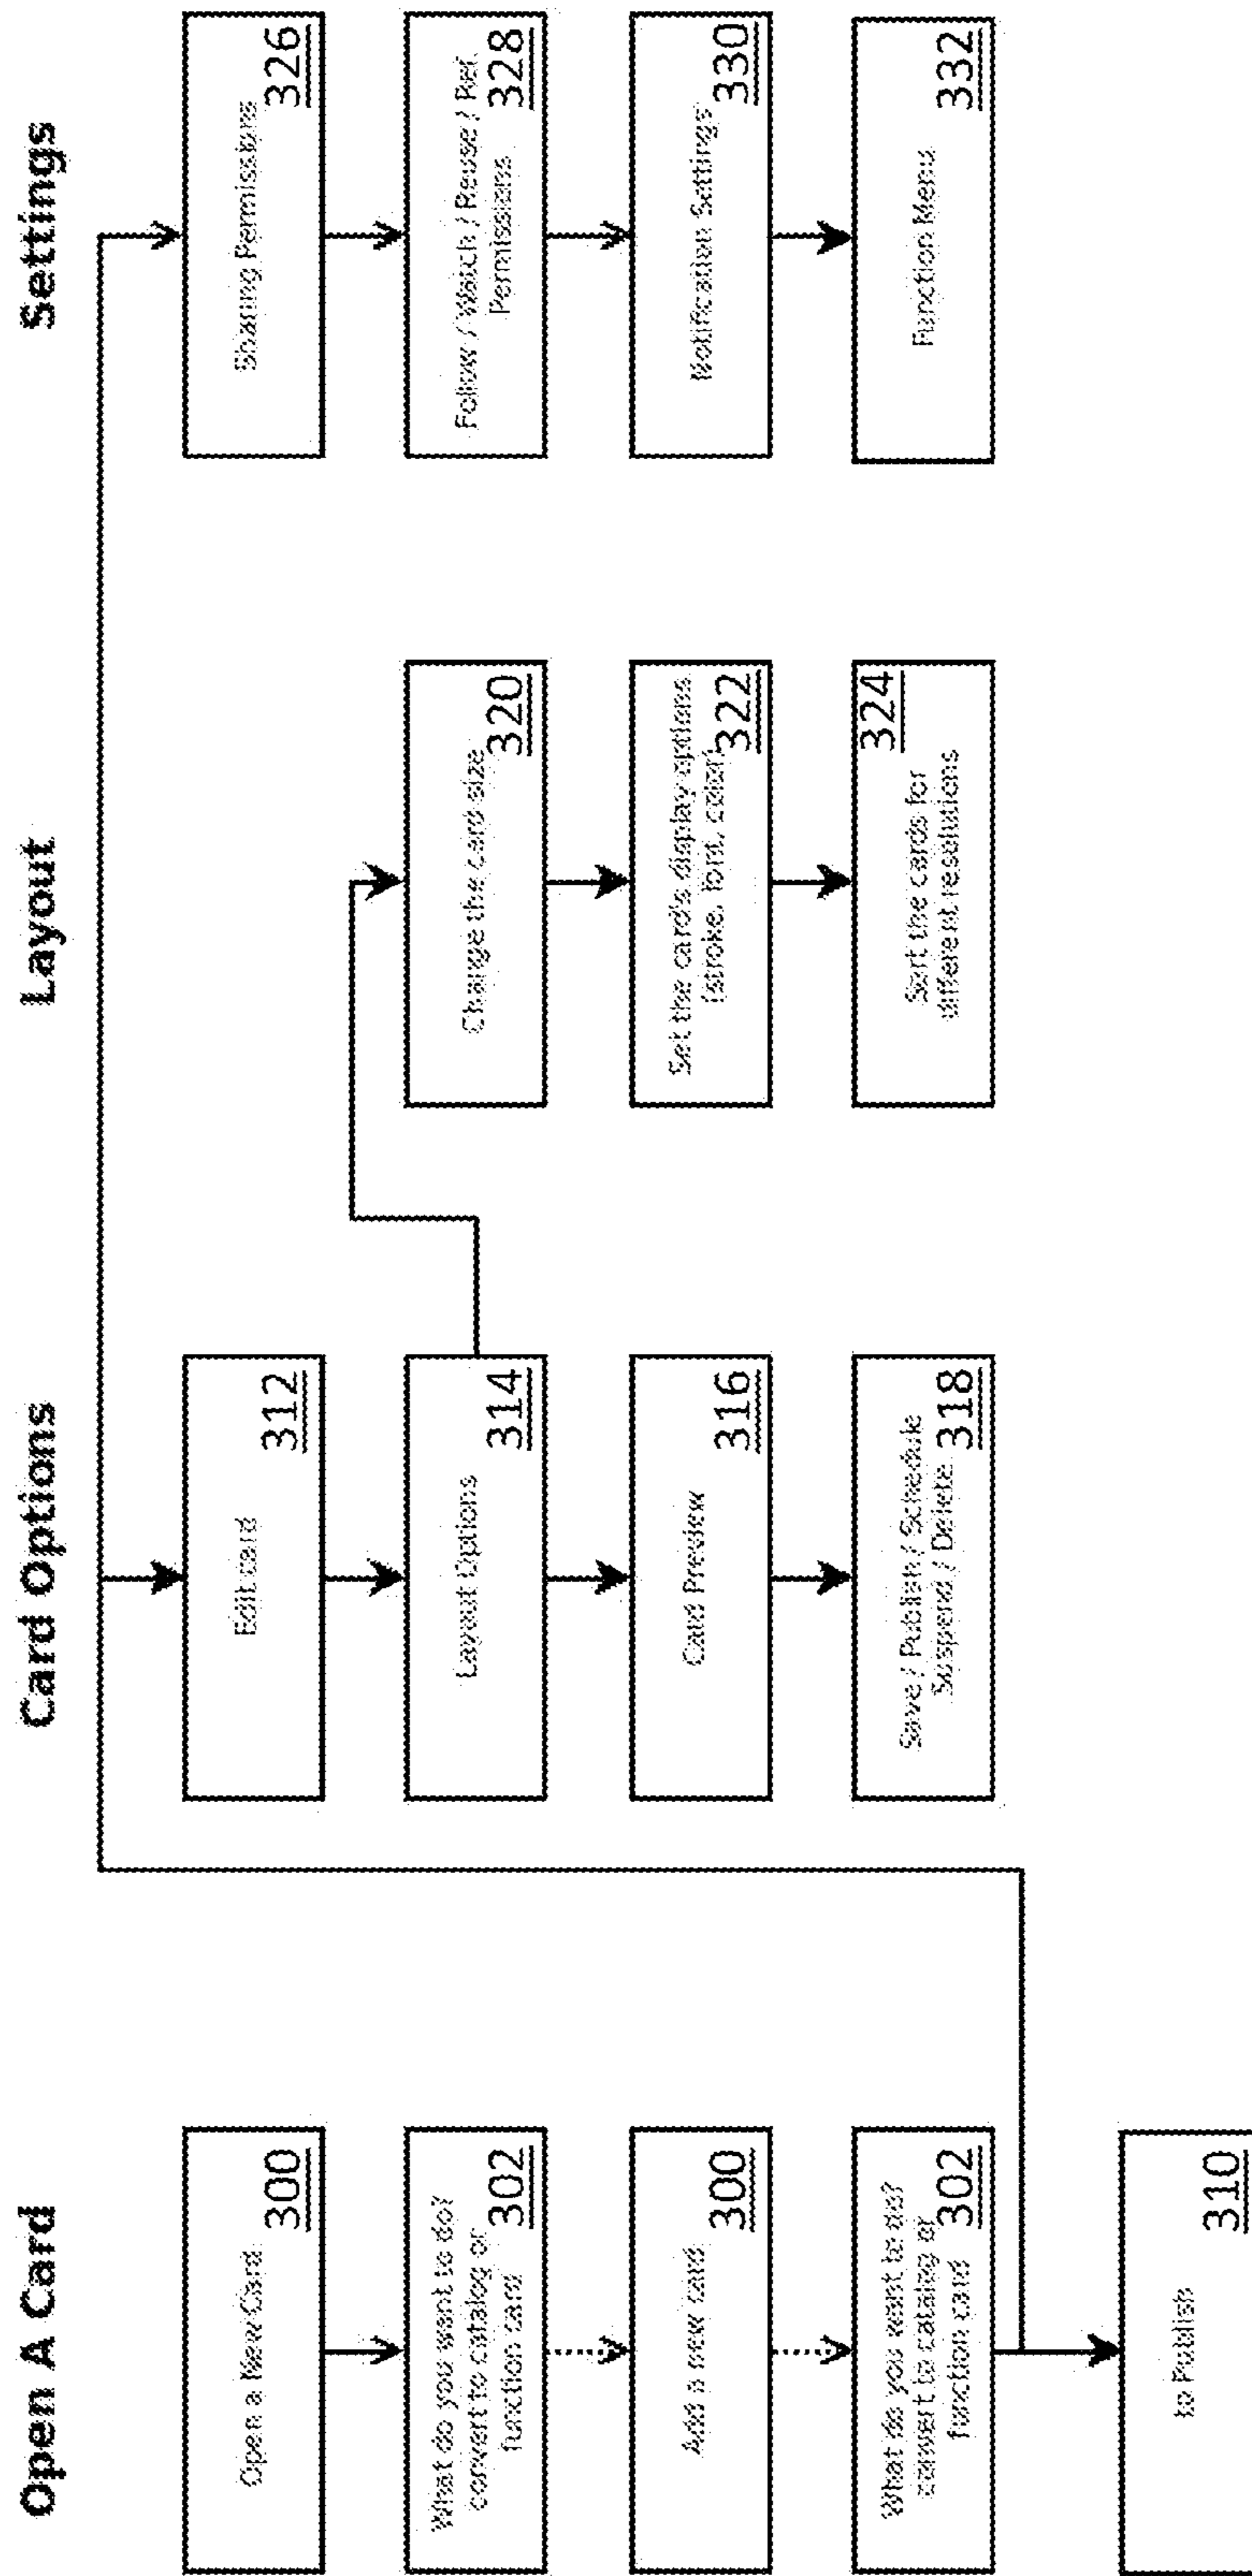 Open A Card
Open a New Card
300
What do you want to do?
convert to catalog or
function card
302
Add a new card
300
What do you want to do?
convert to catalog or
function card
302
to Publish
310
Card Options
Edit card
312
Layout Options
314
Card Preview
316
Save / Publish / Schedule
Suspend / Delete
318
Layout
Change the card size
320
Set the card's display options
(stroke, font, color)
322
324
Sort the cards for
different resolutions
Settings
Sharing Permissions
326
Follow / Watch / Reuse / Ref.
Permissions
328
Notification Settings
330
Function Menu
332